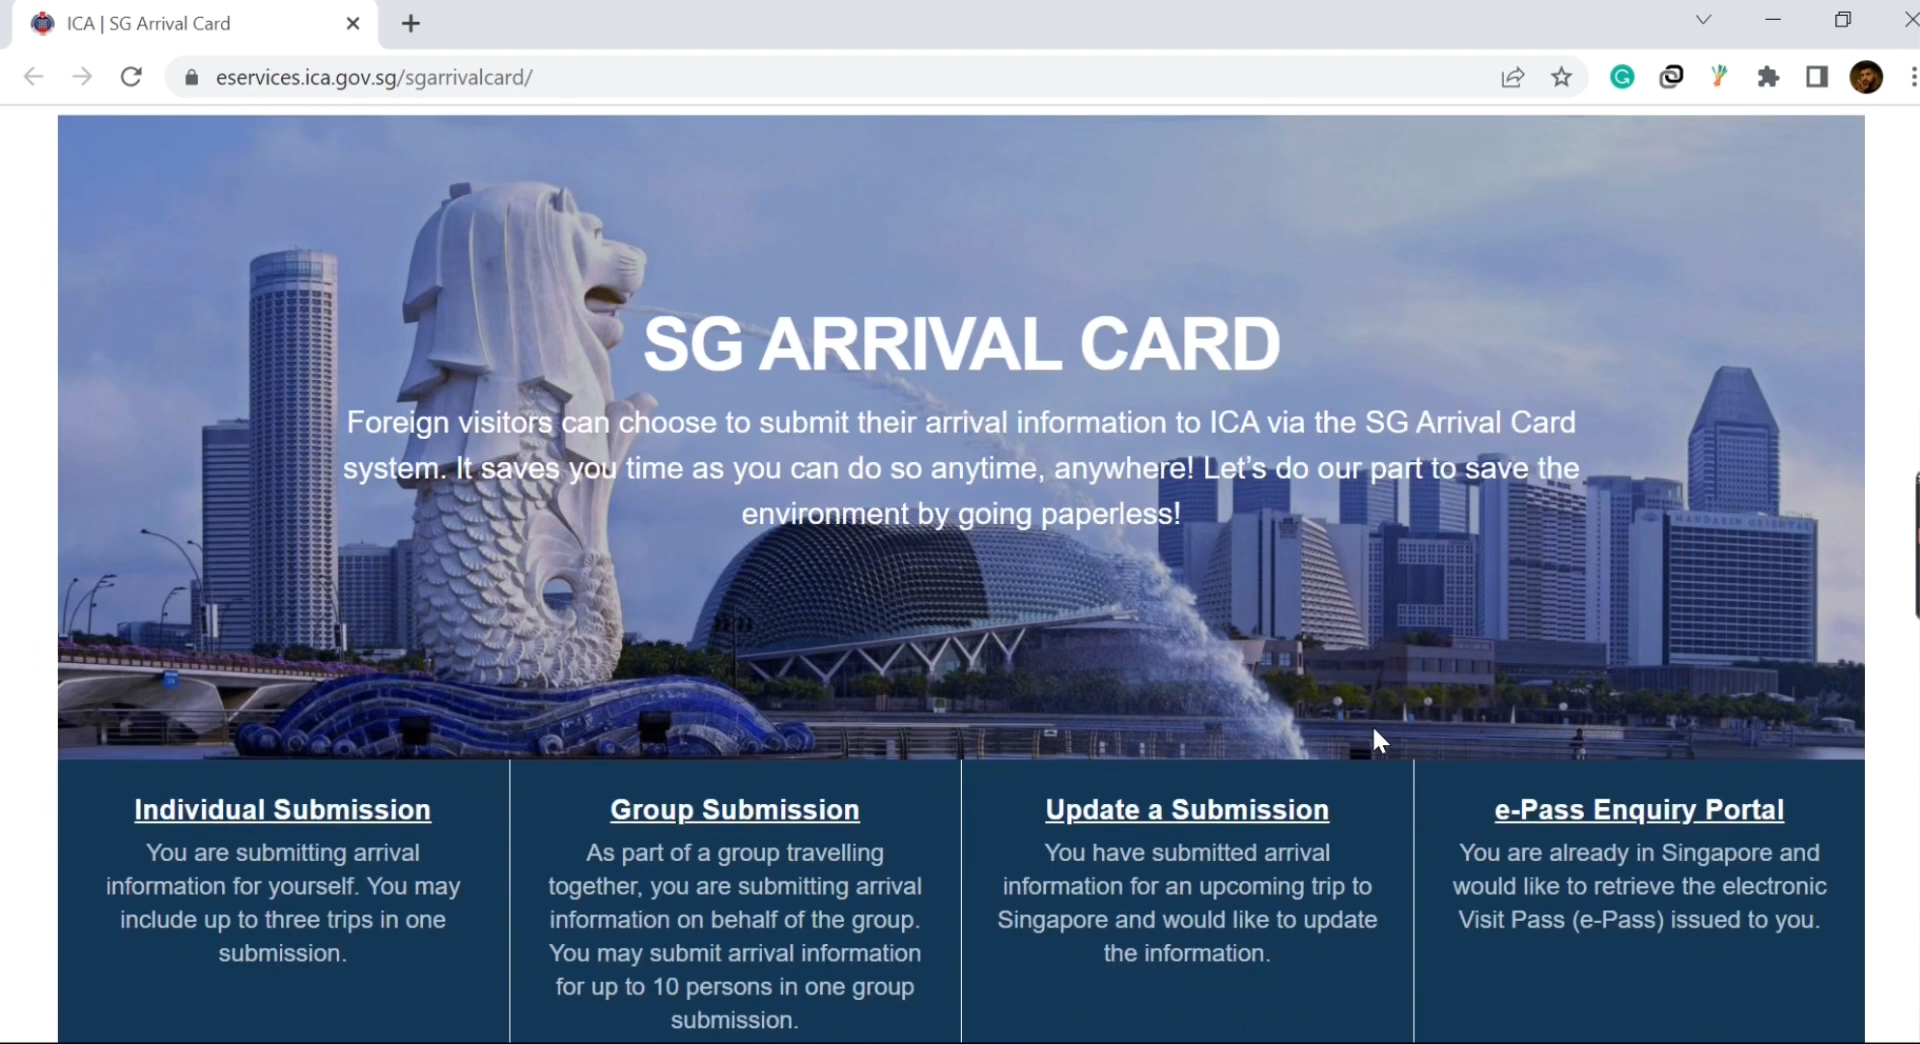 ICA | SG Arrival Card
eservices.ica.gov.sg/sgarrivalcard/
SG ARRIVAL CARD
Foreign visitors can choose to submit their arrival information to ICA via the SG Arrival Card
system. It saves you time as you can do so anytime, anywhere! Let's do our part to save the
environment by going paperless!
MANDARIN ORIENTAL
Individual Submission
You are submitting arrival
information for yourself. You may
include up to three trips in one
submission.
Group Submission
As part of a group travelling
together, you are submitting arrival
information on behalf of the group.
You may submit arrival information
for up to 10 persons in one group
submission.
Update a Submission
You have submitted arrival
information for an upcoming trip to
Singapore and would like to update
the information.
e-Pass Enquiry Portal
You are already in Singapore and
would like to retrieve the electronic
Visit Pass (e-Pass) issued to you.